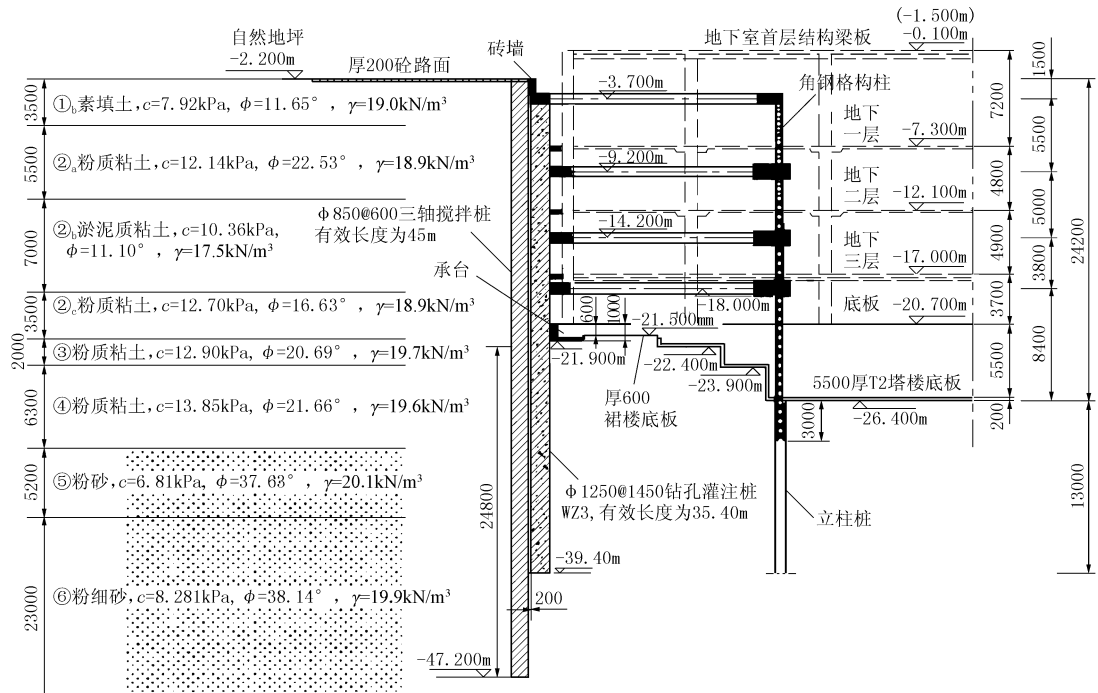 (-1.500m)
-0.100m
自然地坪
-2.200m
厚200砼路面
砖墙
地下室首层结构梁板
1500
3500
①b素填土,c=7.92kPa, ϕ=11.65°，γ=19.0kN/m³
-3.700m
角钢格构柱
7200
地下
一层
-7.300m
5500
5500
②a粉质粘土,c=12.14kPa, ϕ=22.53°，γ=18.9kN/m³
-9.200m
地下
二层
-12.100m
4800
5000
24200
7000
②b淤泥质粘土,c=10.36kPa,
ϕ=11.10°，γ=17.5kN/m³
ϕ850@600三轴搅拌桩
有效长度为45m
-14.200m
地下
三层
-17.000m
4900
3800
承台
3500
②c粉质粘土,c=12.70kPa, ϕ=16.63°，γ=18.9kN/m³
600
1000
-18.000m
底板
-20.700m
3700
-21.500mm
2000
③粉质粘土,c=12.90kPa, ϕ=20.69°，γ=19.7kN/m³
-21.900m
-22.400m
-23.900m
5500
8400
厚600
裙楼底板
5500厚T2塔楼底板
6300
④粉质粘土,c=13.85kPa, ϕ=21.66°，γ=19.6kN/m³
3000
-26.400m
200
5200
⑤粉砂,c=6.81kPa, ϕ=37.63°，γ=20.1kN/m³
24800
ϕ1250@1450钻孔灌注桩
WZ3,有效长度为35.40m
立柱桩
13000
-39.40m
23000
⑥粉细砂,c=8.281kPa, ϕ=38.14°，γ=19.9kN/m³
200
-47.200m